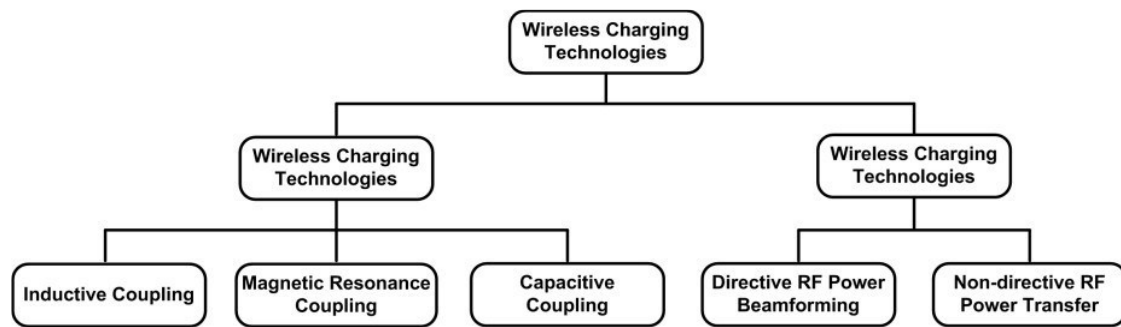 Wireless Charging
Technologies
Wireless Charging
Technologies
Wireless Charging
Technologies
Inductive Coupling
Magnetic Resonance
Coupling
Capacitive
Coupling
Directive RF Power
Beamforming
Non-directive RF
Power Transfer